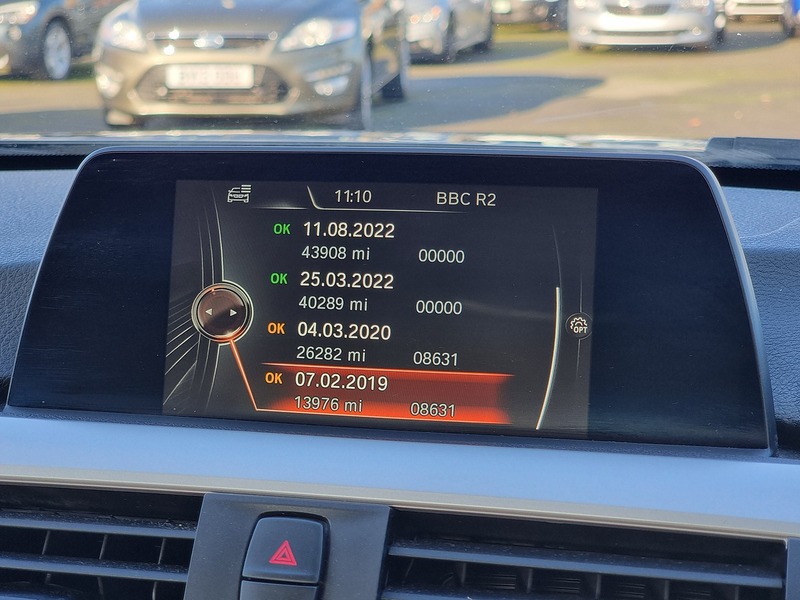 11:10 BBC R2
OK 11.08.2022
43908 mi 00000
OK 25.03.2022
40289 mi 00000
OK 04.03.2020
26282 mi 08631
OPT
OK 07.02.2019
13976 mi 08631